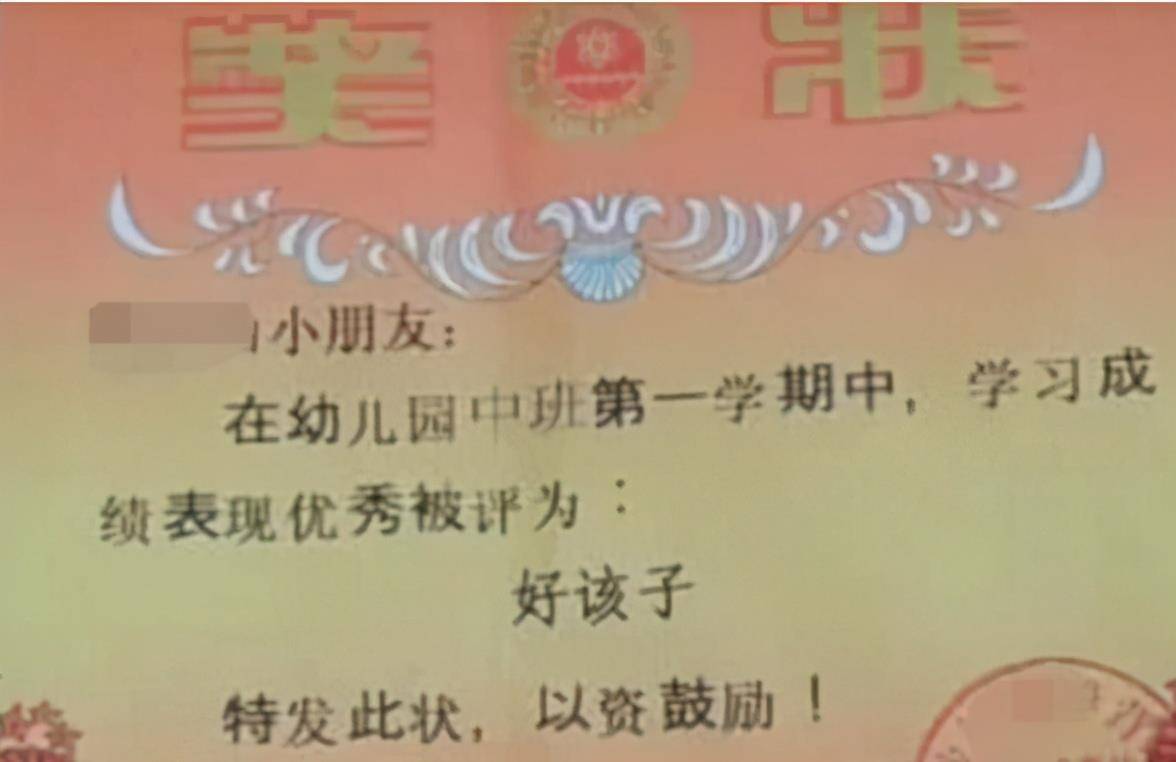 奖状
小朋友：
在幼儿园中班第一学期中，学习成
绩表现优秀被评为：
好该子
特发此状，以资鼓励！